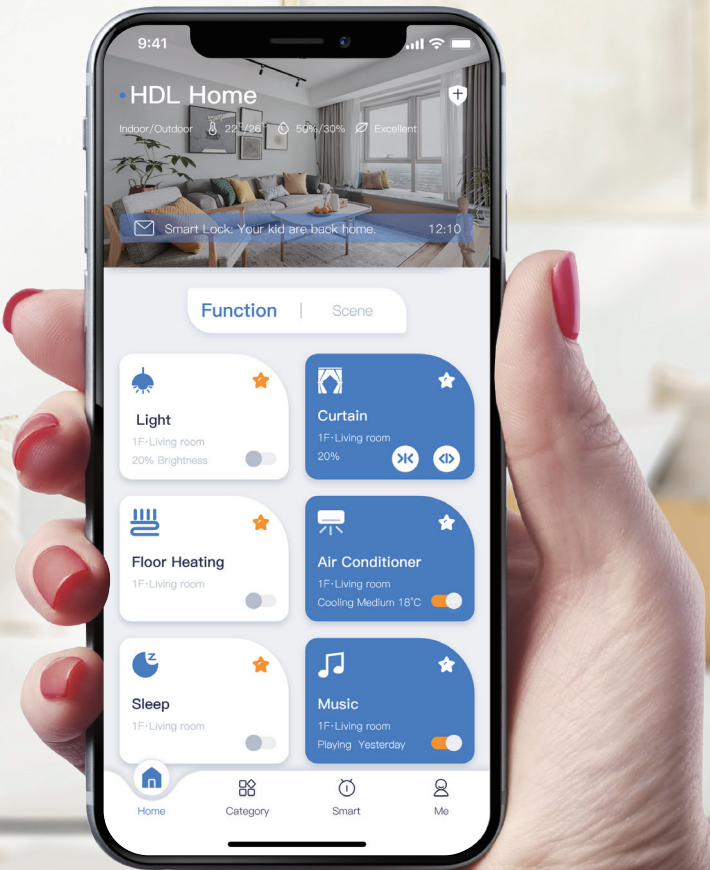 9:41
HDL Home
Indoor/Outdoor 22°/26° 50%/30% Excellent
Smart Lock: Your kid are back home. 12:10
Function | Scene
Light
1F·Living room
20% Brightness
Curtain
1F·Living room
20%
Floor Heating
1F·Living room
Air Conditioner
1F·Living room
Cooling Medium 18°C
Sleep
1F·Living room
Music
1F·Living room
Playing Yesterday
Home
Category
Smart
Me